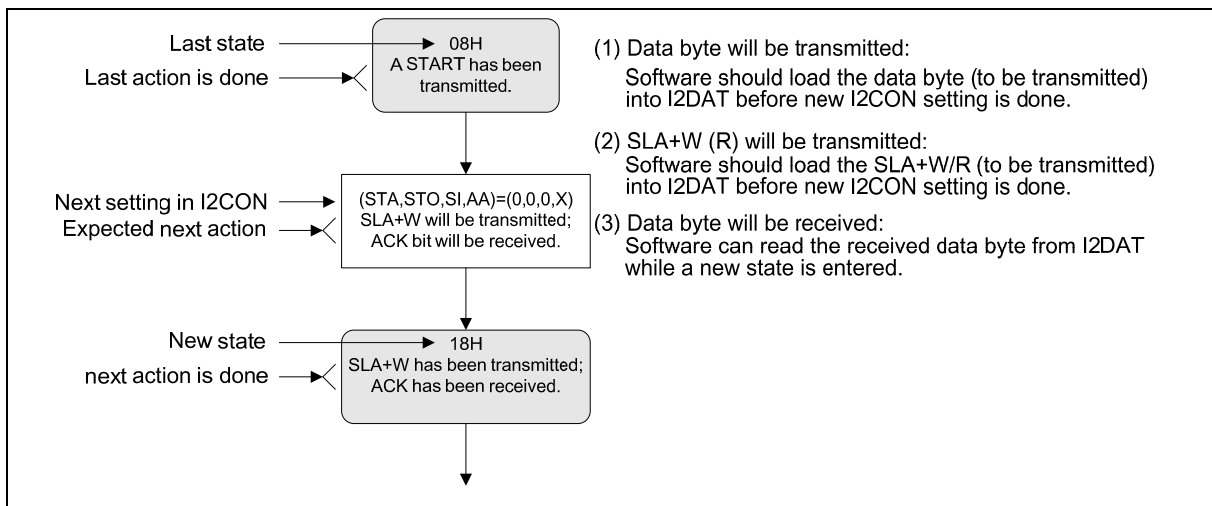 Last state
08H
A START has been
transmitted.
Last action is done
Next setting in I2CON
(STA,STO,SI,AA)=(0,0,0,X)
SLA+W will be transmitted;
ACK bit will be received.
Expected next action
New state
18H
SLA+W has been transmitted;
ACK has been received.
next action is done
(1) Data byte will be transmitted:
Software should load the data byte (to be transmitted)
into I2DAT before new I2CON setting is done.
(2) SLA+W (R) will be transmitted:
Software should load the SLA+W/R (to be transmitted)
into I2DAT before new I2CON setting is done.
(3) Data byte will be received:
Software can read the received data byte from I2DAT
while a new state is entered.